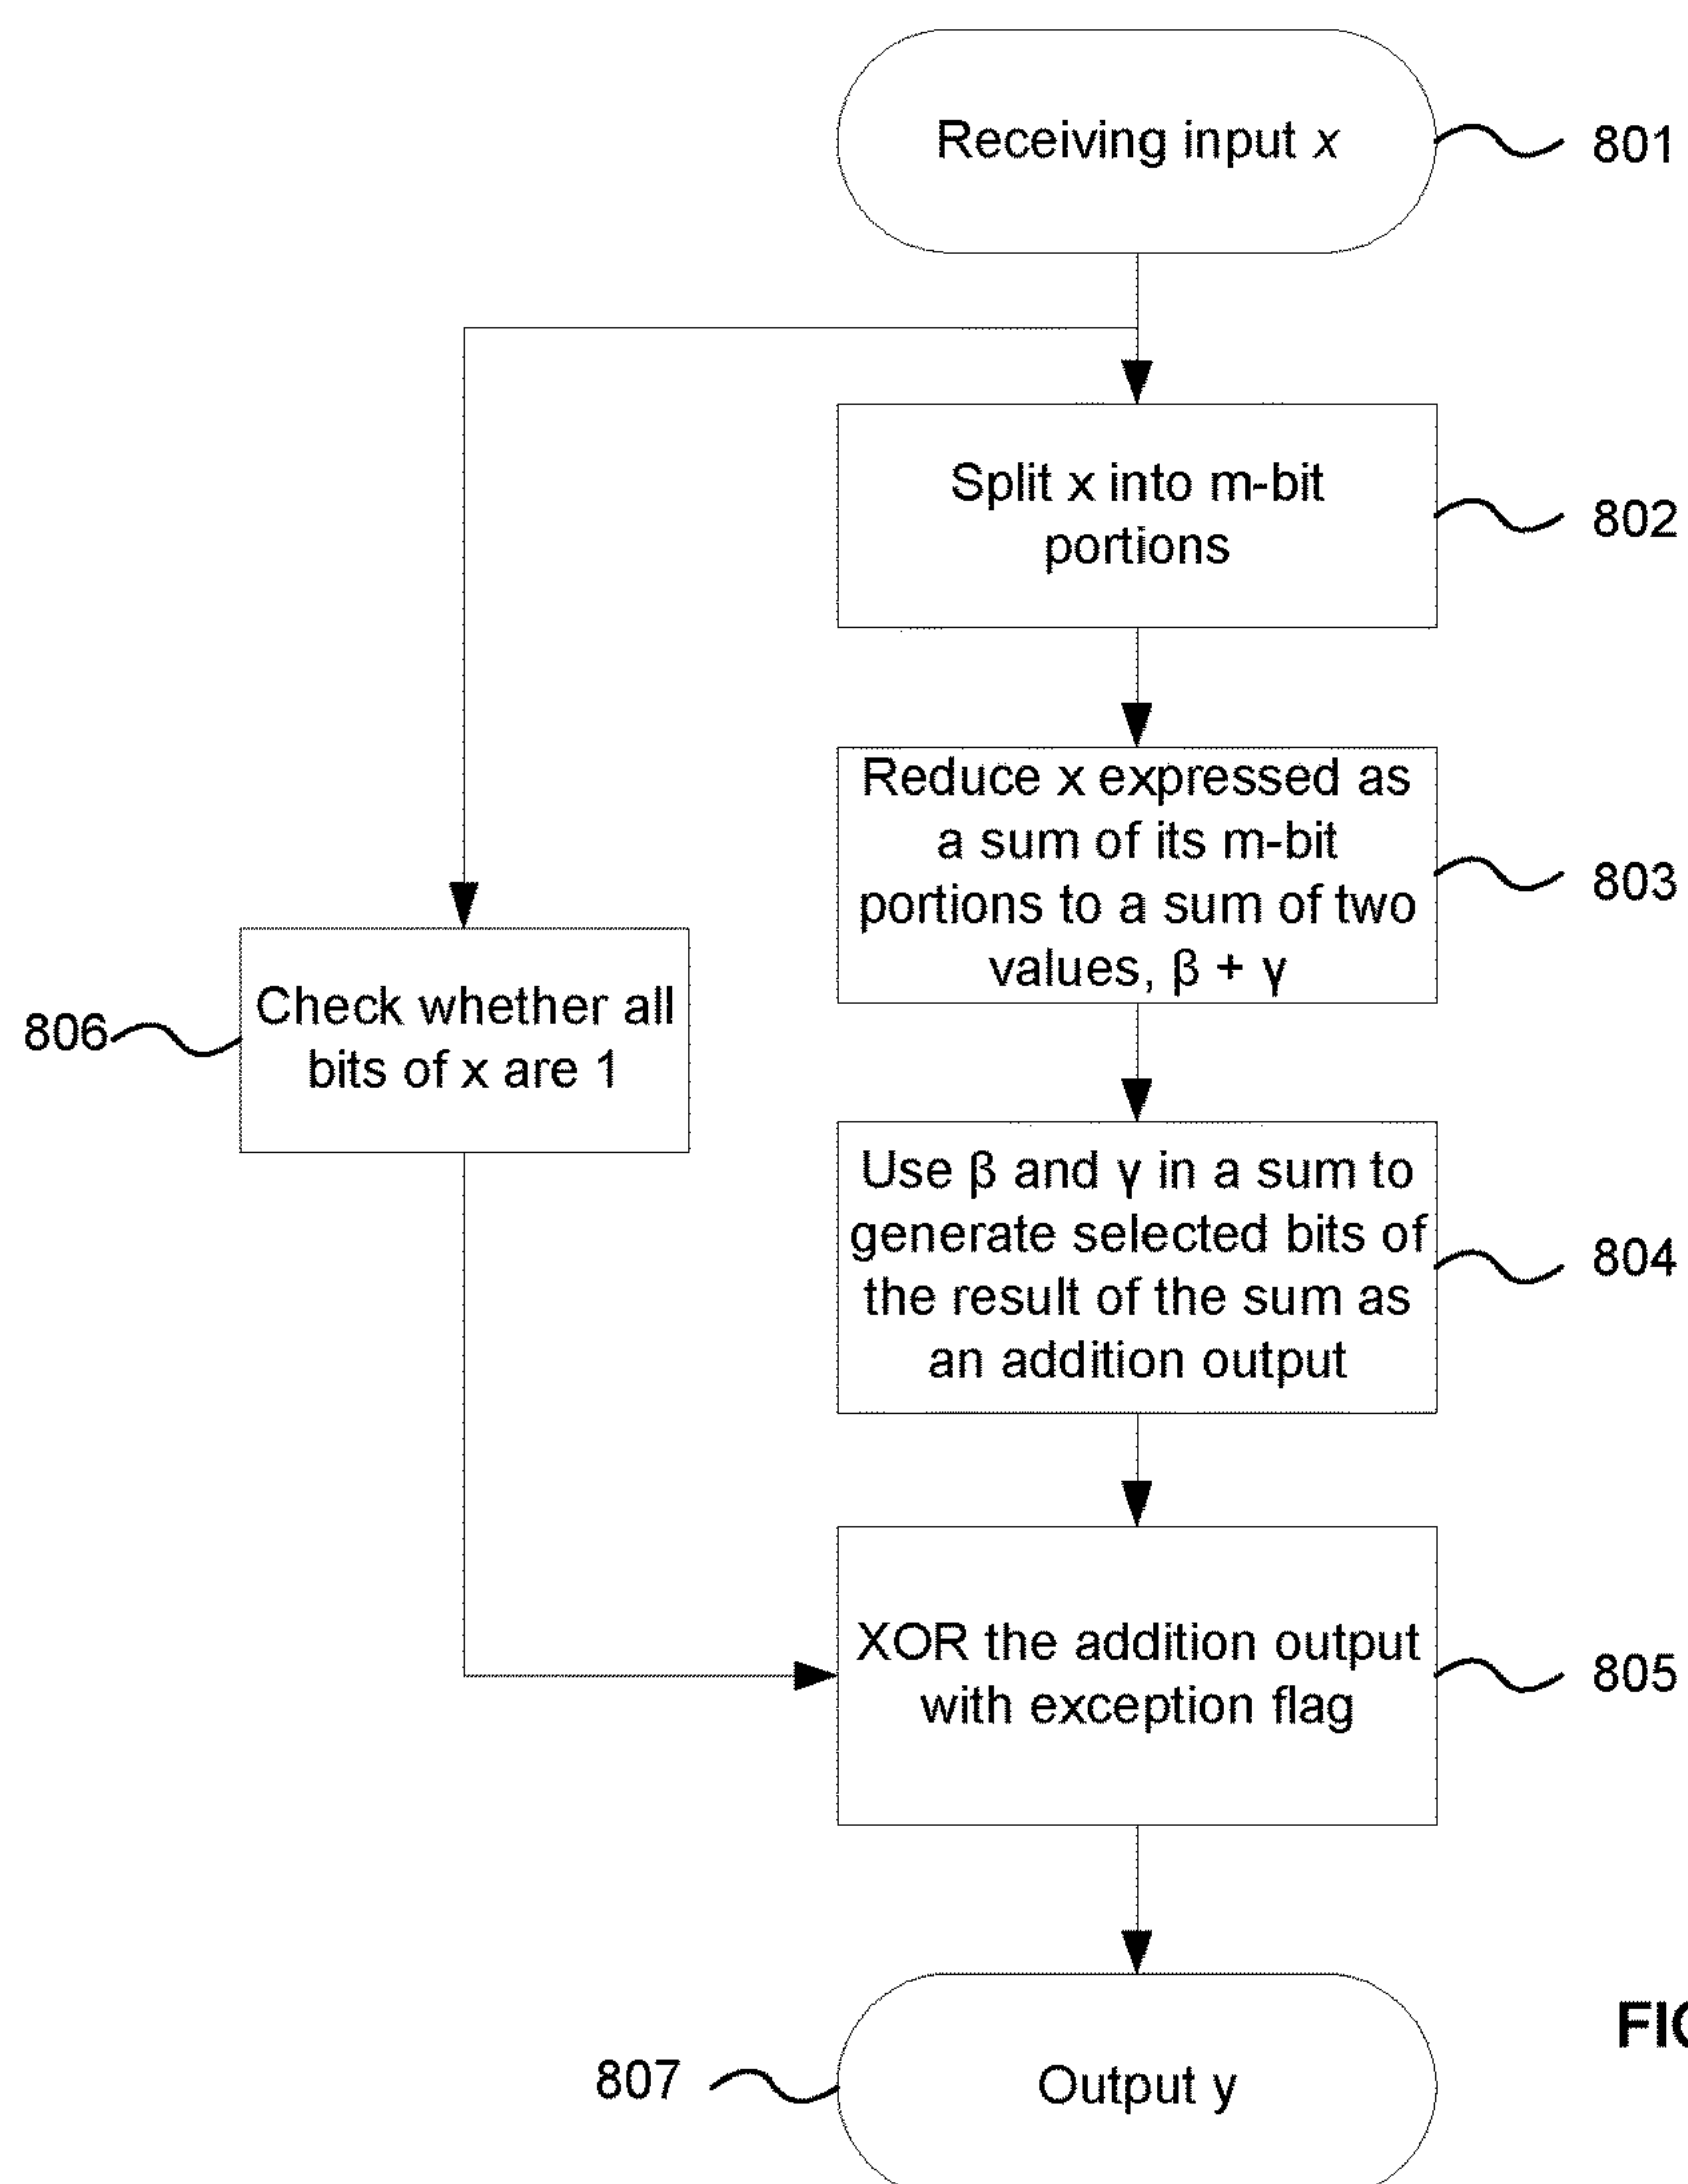 Receiving input x
801
Split x into m-bit
portions
802
Reduce x expressed as
a sum of its m-bit
portions to a sum of two
values, β + γ
803
Check whether all
bits of x are 1
806
Use β and γ in a sum to
generate selected bits of
the result of the sum as
an addition output
804
XOR the addition output
with exception flag
805
Output y
807